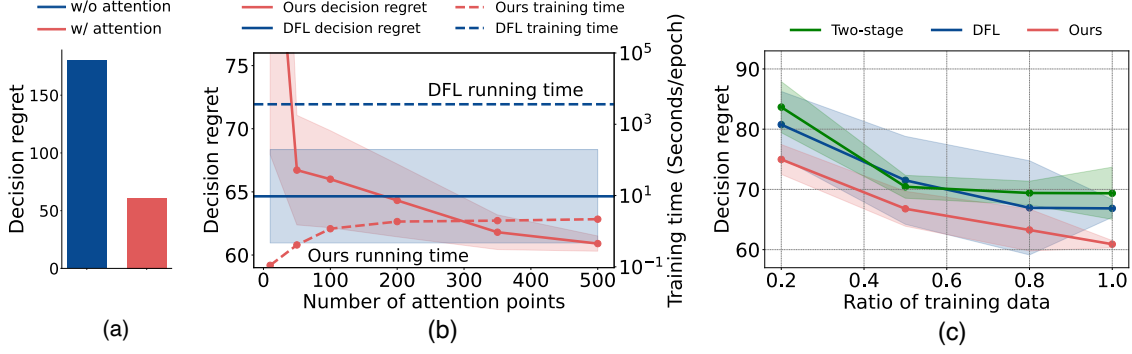 w/o attention
w/ attention
Decision regret
150
100
50
0
(a)
Ours decision regret
DFL decision regret
Ours training time
DFL training time
Decision regret
75
70
65
60
DFL running time
Ours running time
10^5
10^3
10^1
10^-1
Training time (Seconds/epoch)
0 100 200 300 400 500
Number of attention points
(b)
Two-stage DFL Ours
Decision regret
90
80
70
60
0.2 0.4 0.6 0.8 1.0
Ratio of training data
(c)